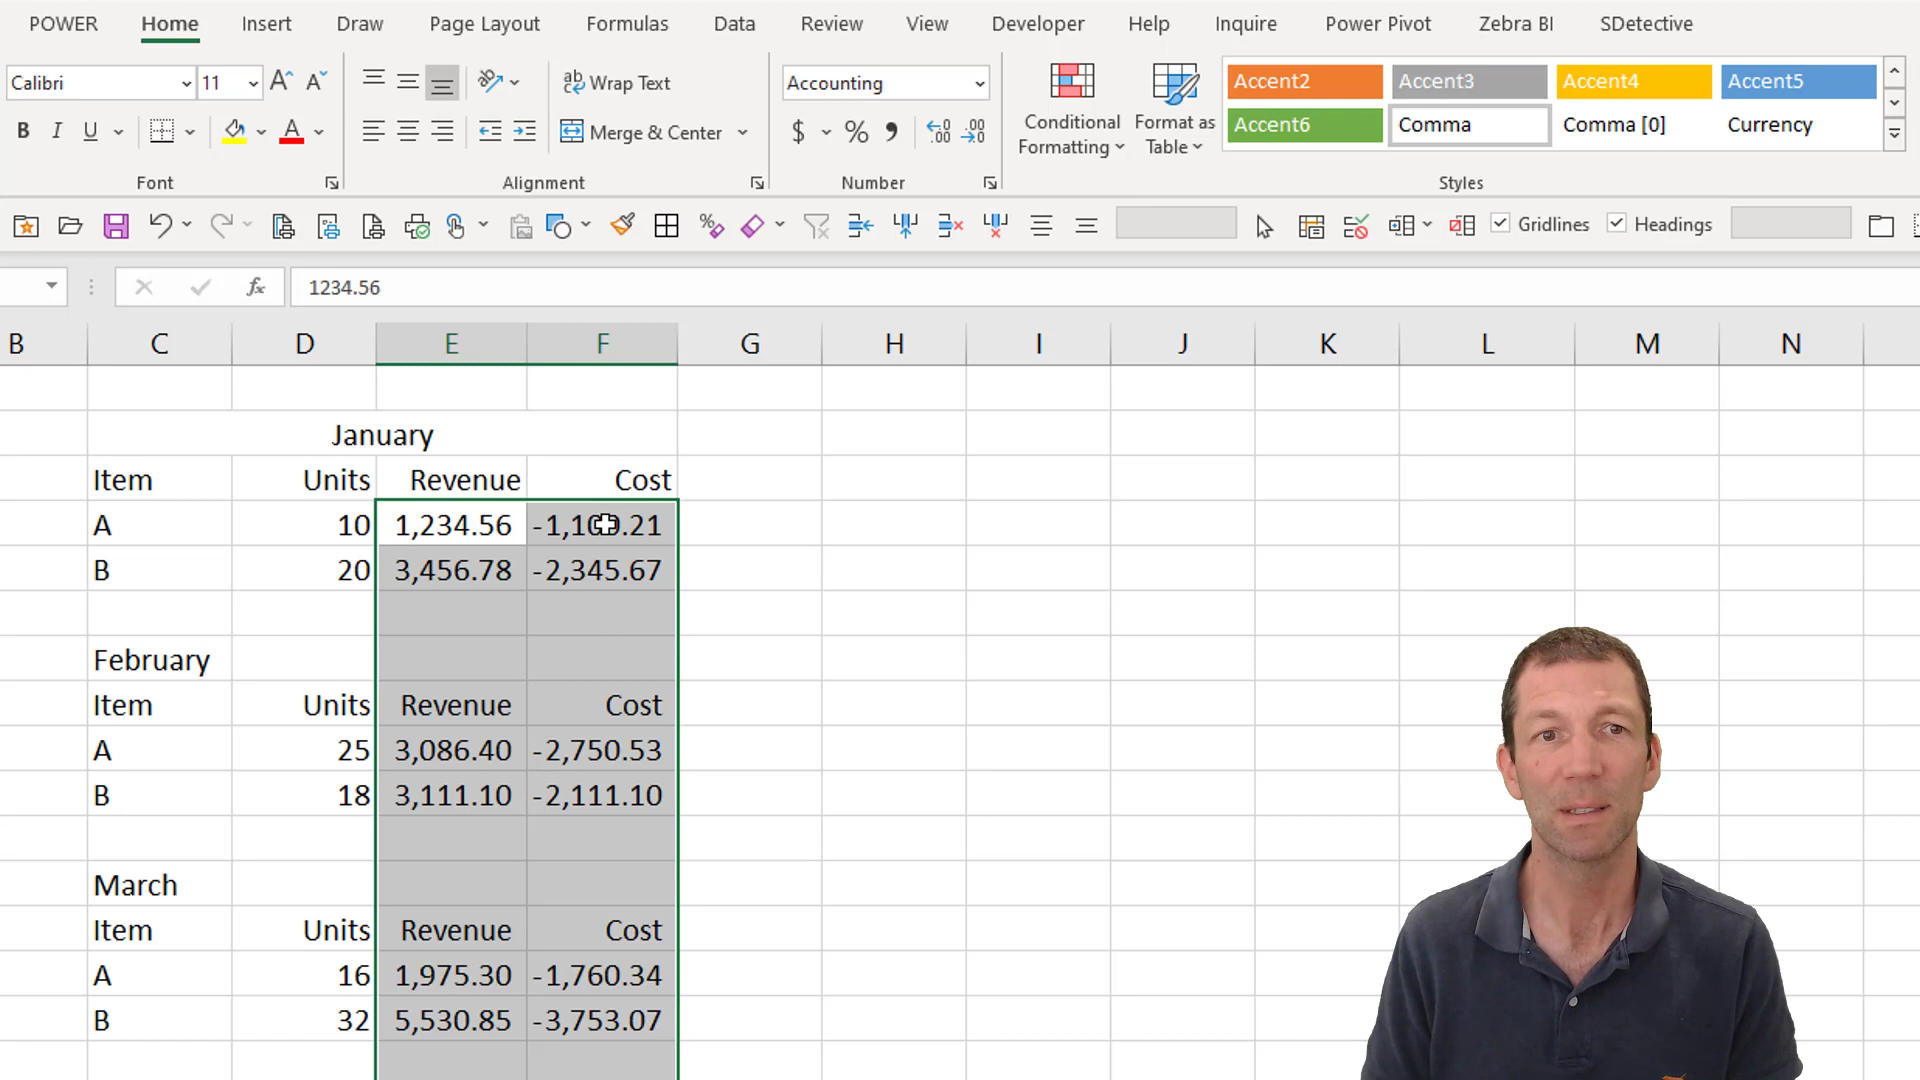 POWER Home Insert Draw Page Layout Formulas Data Review View Developer Help Inquire Power Pivot Zebra BI SDetective
Calibri 11 A A ab Wrap Text Accounting Conditional Formatting Format as Table Accent2 Accent3 Accent4 Accent5
B I U A Merge & Center $ % Accent6 Comma Comma [0] Currency
Font Alignment Number Styles
Gridlines Headings
fx 1234.56
B C D E F G H I J K L M N
January
Item Units Revenue Cost
A 10 1,234.56
B 20 3,456.78 -2,345.67
February
Item Units Revenue Cost
A 25 3,086.40 -2,750.53
B 18 3,111.10 -2,111.10
March
Item Units Revenue Cost
A 16 1,975.30 -1,760.34
B 32 5,530.85 -3,753.07